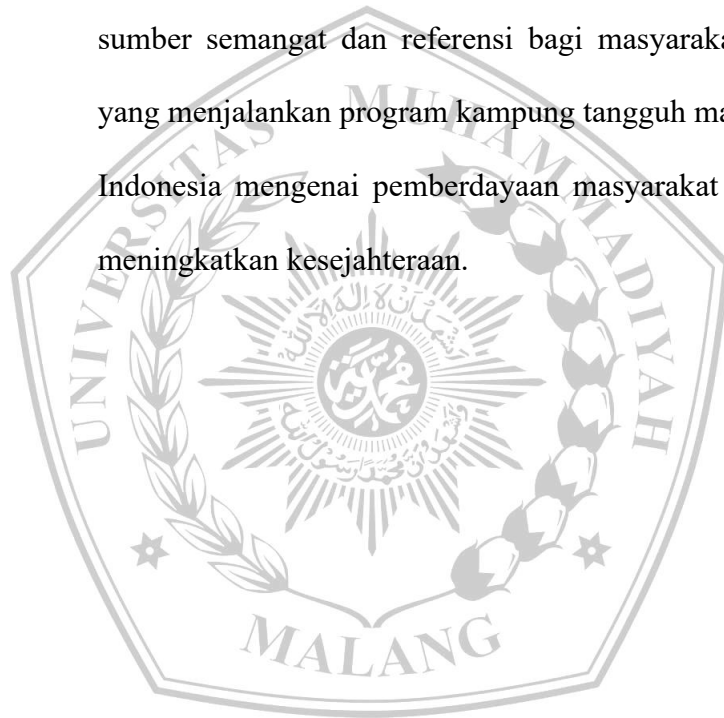 sumber semangat dan referensi bagi masyaraka
yang menjalankan program kampung tangguh ma
Indonesia mengenai pemberdayaan masyarakat
meningkatkan kesejahteraan.
UNIVERSITAS MUHAMMADIYAH
MALANG